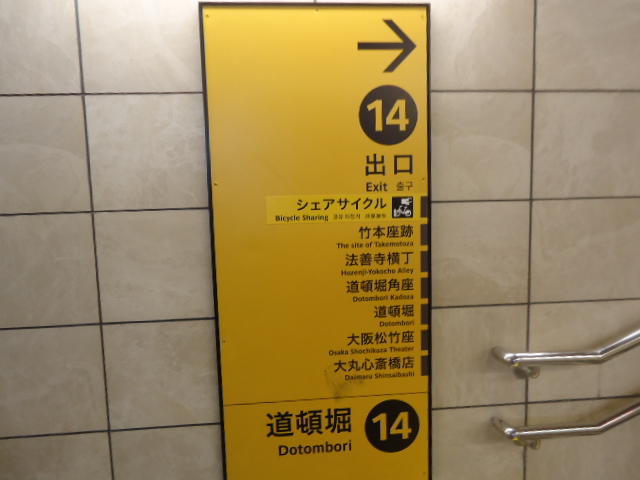 14
出口
Exit 출구
シェアサイクル
Bicycle Sharing
竹本座跡
The site of Takemotoza
法善寺横丁
Hozenji-Yokocho Alley
道頓堀角座
Dotombori Kadoza
道頓堀
Dotombori
大阪松竹座
Osaka Shochikuza Theater
大丸心斎橋店
Daimaru Shinsaibashi
道頓堀 14
Dotombori